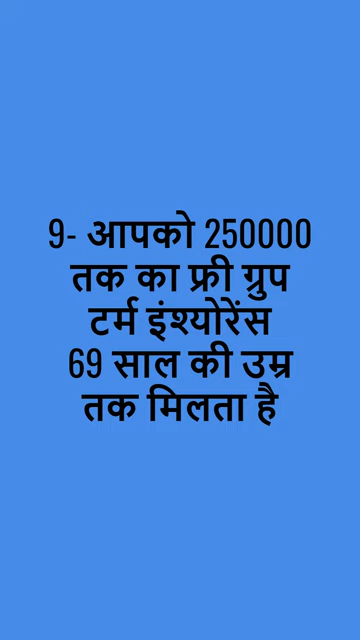 9- आपको 250000
तक का फ्री ग्रुप
टर्म इंश्योरेंस
69 साल की उम्र
तक मिलता है